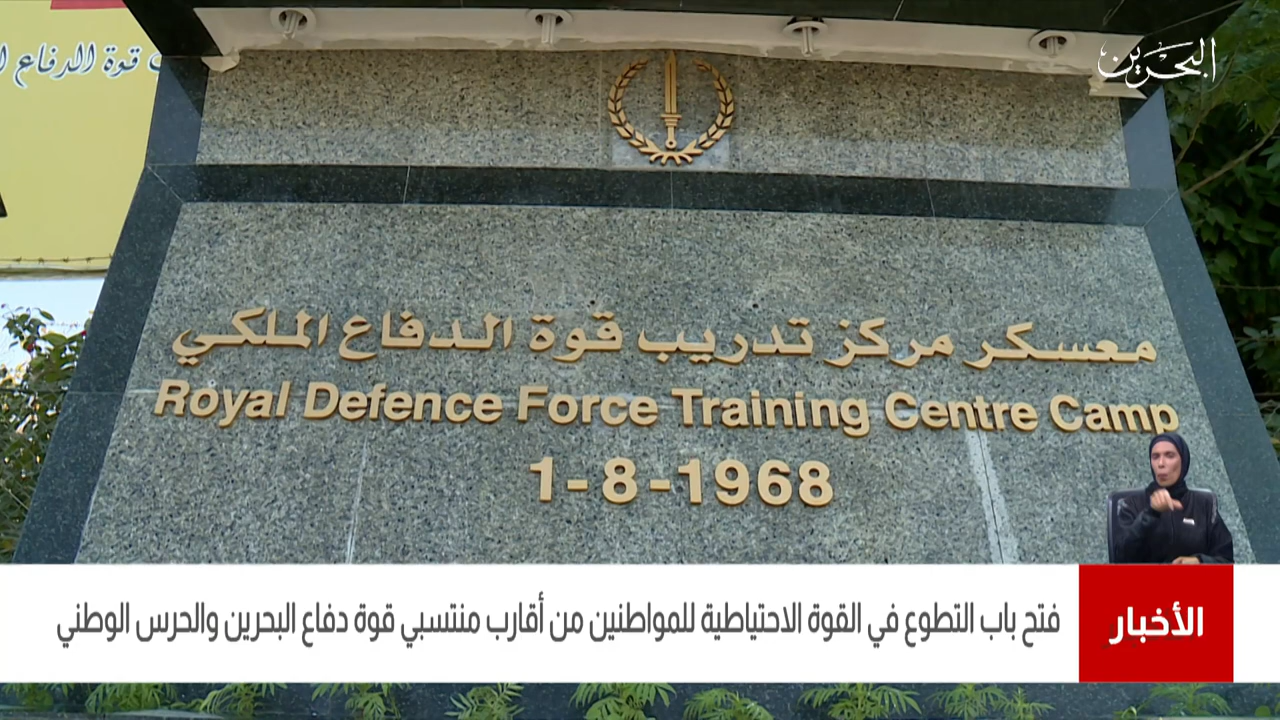 قوة الدفاع
البحرين
معسكر مركز تدريب قوة الدفاع الملكي
Royal Defence Force Training Centre Camp
1-8-1968
الأخبار
فتح باب التطوع في القوة الاحتياطية للمواطنين من أقارب منتسبي قوة دفاع البحرين والحرس الوطني